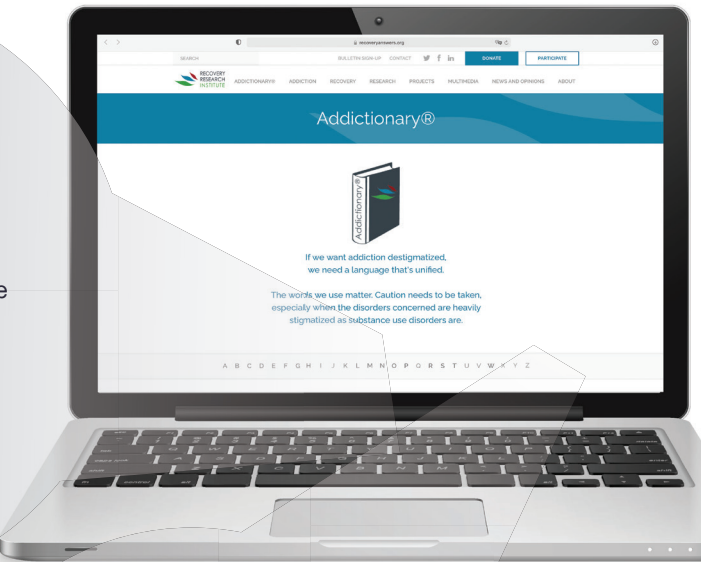 recoveryanswers.org
SEARCH
BULLETIN SIGN-UP CONTACT
DONATE
PARTICIPATE
RECOVERY
RESEARCH
INSTITUTE
ADDICTIONARY® ADDICTION RECOVERY RESEARCH PROJECTS MULTIMEDIA NEWS AND OPINIONS ABOUT
Addictionary®
Addictionary®
If we want addiction destigmatized,
we need a language that's unified.
The words we use matter. Caution needs to be taken,
especially when the disorders concerned are heavily
stigmatized as substance use disorders are.
A B C D E F G H I J K L M N O P Q R S T U V W X Y Z
e